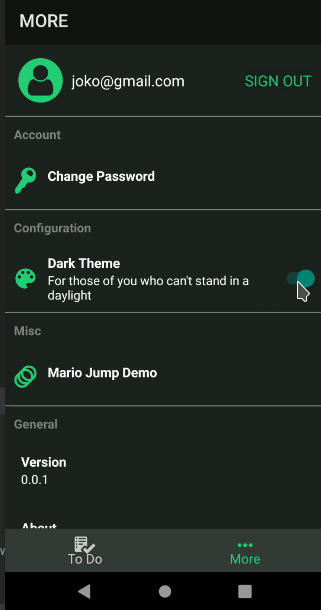 MORE
joko@gmail.com
SIGN OUT
Account
Change Password
Configuration
Dark Theme
For those of you who can't stand in a
daylight
Misc
Mario Jump Demo
General
Version
0.0.1
About
To Do
More